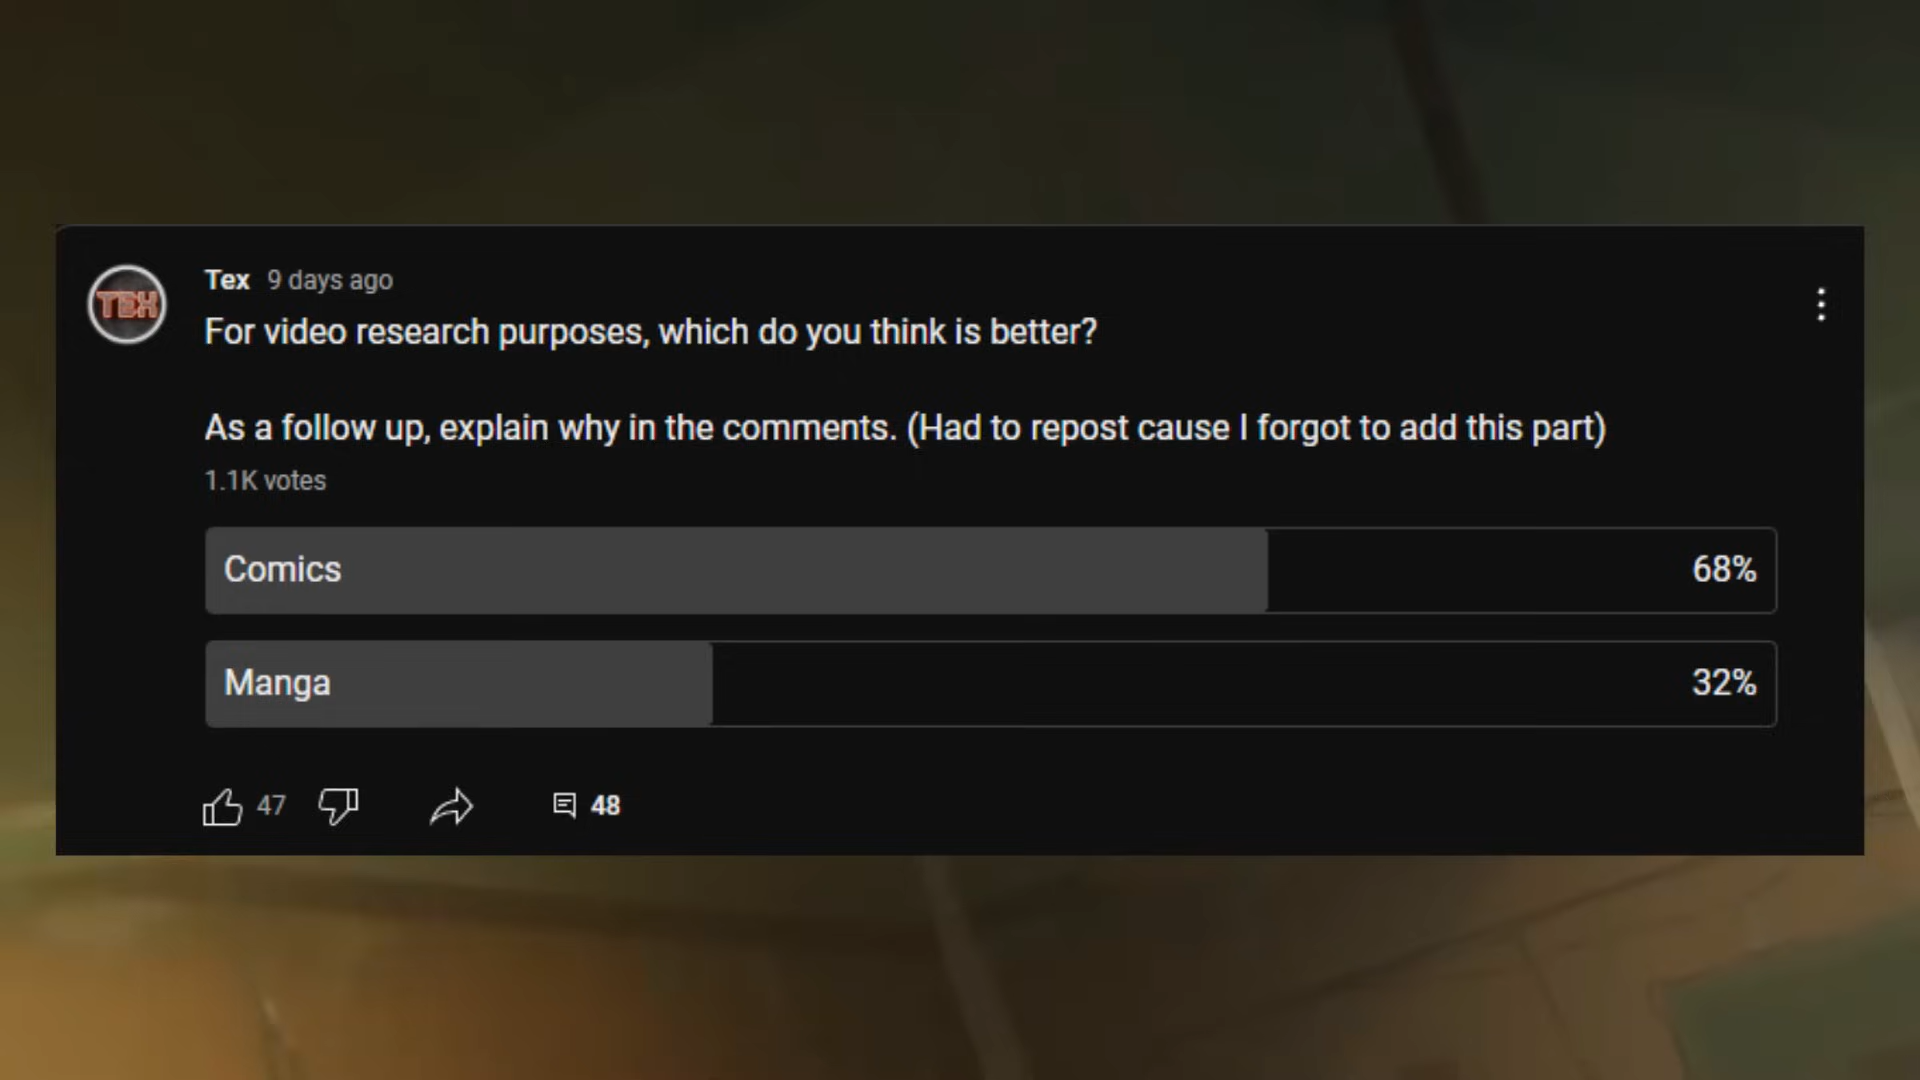 TEX
Tex 9 days ago
For video research purposes, which do you think is better?
As a follow up, explain why in the comments. (Had to repost cause I forgot to add this part)
1.1K votes
Comics 68%
Manga 32%
47 48